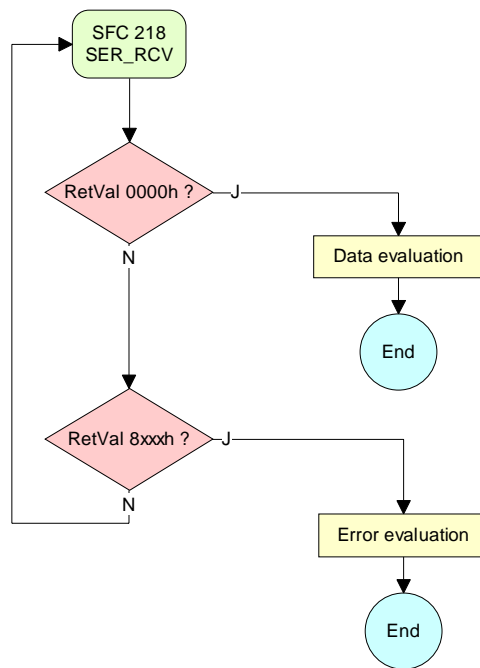 SFC 218
SER_RCV
RetVal 0000h ?
J
N
Data evaluation
End
RetVal 8xxxh ?
J
N
Error evaluation
End